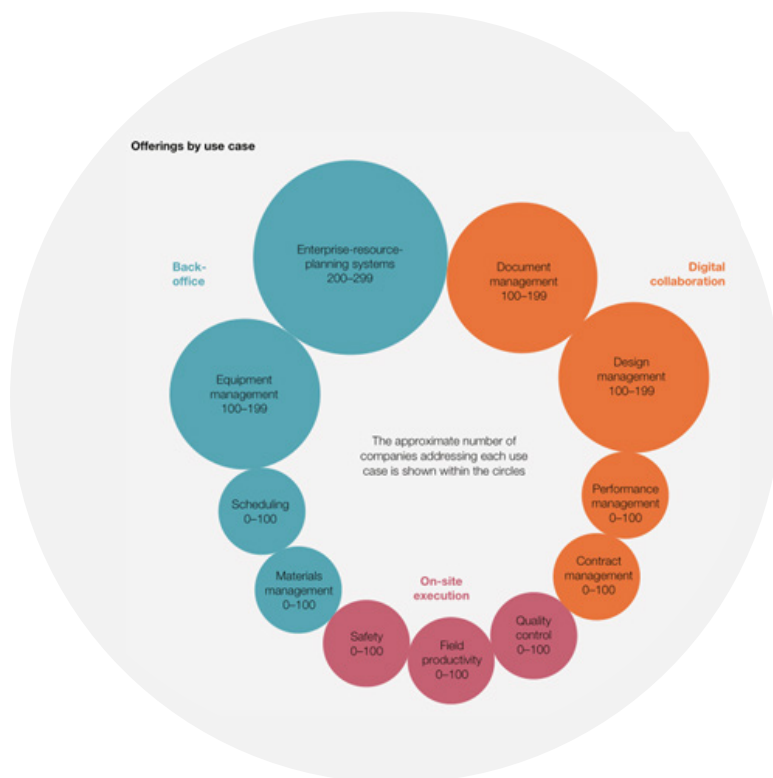 Offerings by use case
Enterprise-resource-
planning systems
200–299
Back-
office
Document
management
100–199
Digital
collaboration
Equipment
management
100–199
Design
management
100–199
The approximate number of
companies addressing each use
case is shown within the circles
Scheduling
0–100
Performance
management
0–100
Materials
management
0–100
Contract
management
0–100
On-site
execution
Safety
0–100
Field
productivity
0–100
Quality
control
0–100